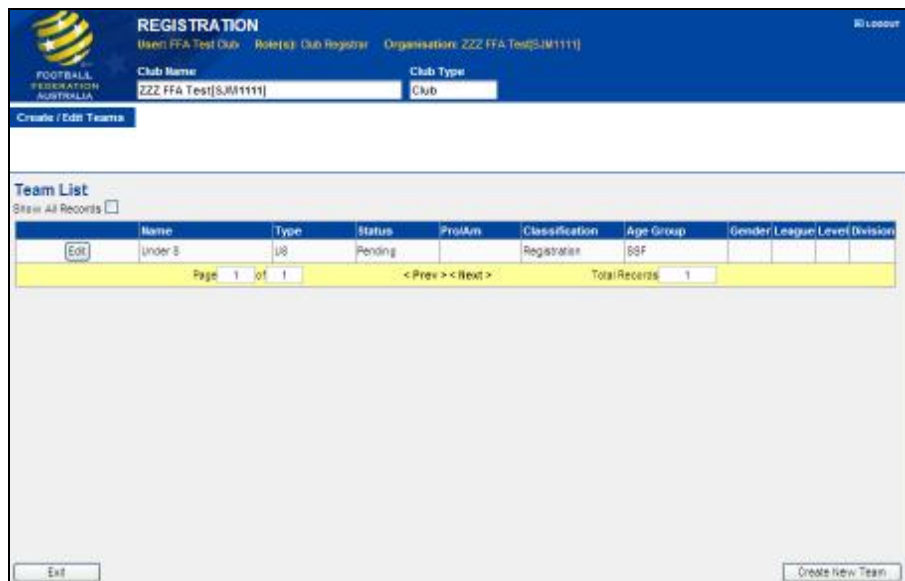 REGISTRATION
LOGOUT
User: FFA Test Club Role(s): Club Registrar Organisation: ZZZ FFA Test[SJM1111]
FOOTBALL
FEDERATION
AUSTRALIA
Club Name Club Type
ZZZ FFA Test[SJM1111] Club
Create / Edit Teams
Team List
Show All Records
Name Type Status Pro/Am Classification Age Group Gender League Level Division
Edit Under 8 U8 Pending Registration SSF
Page 1 of 1 < Prev > < Next > Total Records 1
Exit Create New Team